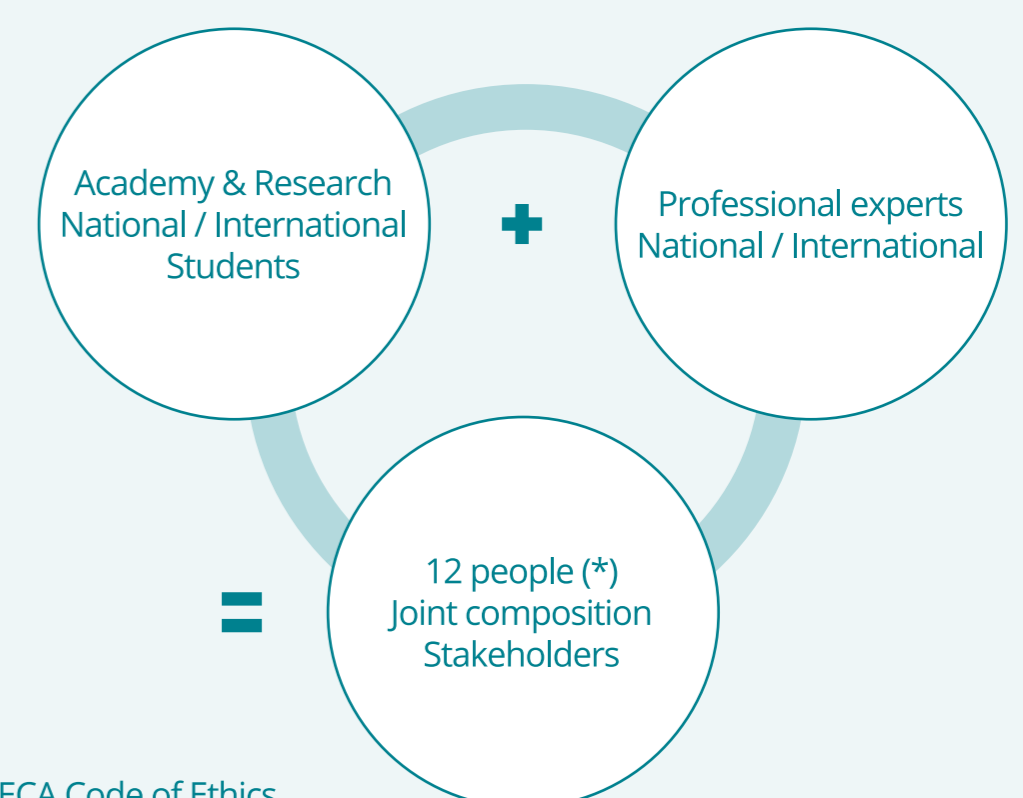 Academy & Research
National / International
Students
+
Professional experts
National / International
=
12 people (*)
Joint composition
Stakeholders
Code of Ethics